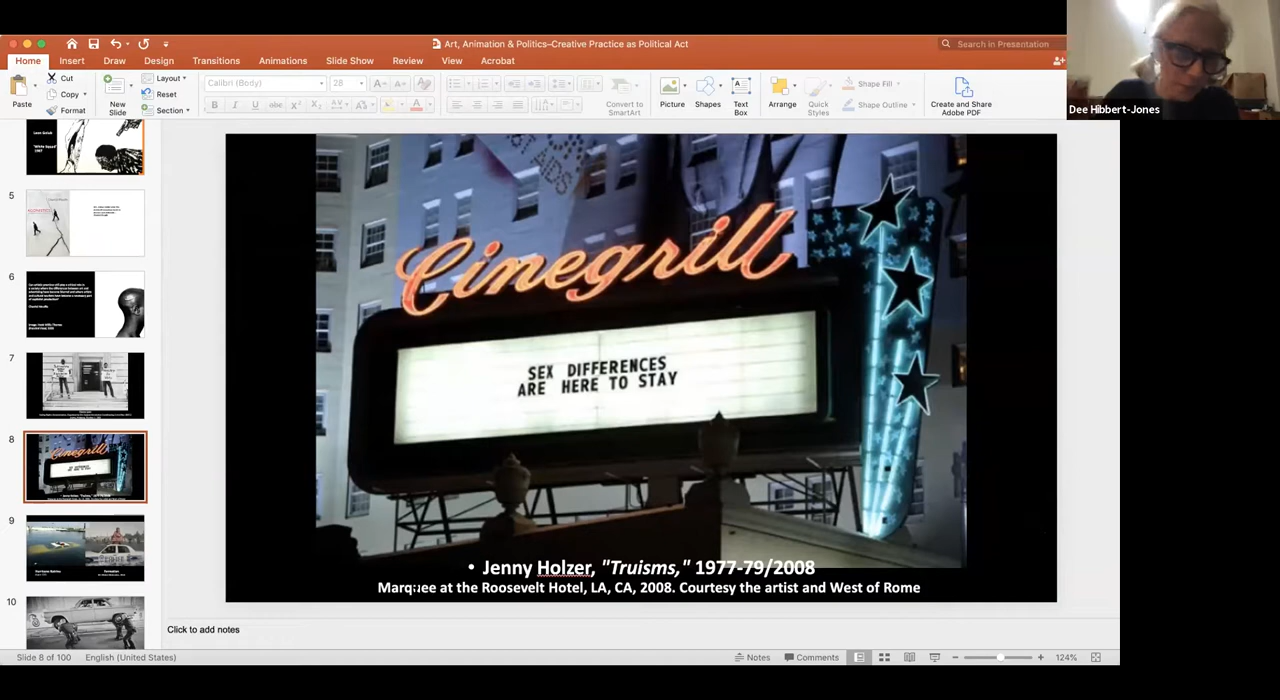 Art, Animation & Politics–Creative Practice as Political Act
Search in Presentation
Home Insert Draw Design Transitions Animations Slide Show Review View Acrobat
Paste
Cut
Copy
Format
New Slide
Layout
Reset
Section
Calibri (Body) 28
Convert to SmartArt
Picture
Shapes
Text Box
Arrange
Quick Styles
Shape Fill
Shape Outline
Create and Share Adobe PDF
Dee Hibbert-Jones
5
6
7
8
9
10
Cinegrill
SEX DIFFERENCES
ARE HERE TO STAY
• Jenny Holzer, "Truisms," 1977-79/2008
Marquee at the Roosevelt Hotel, LA, CA, 2008. Courtesy the artist and West of Rome
Click to add notes
Slide 8 of 100 English (United States) Notes Comments 124%